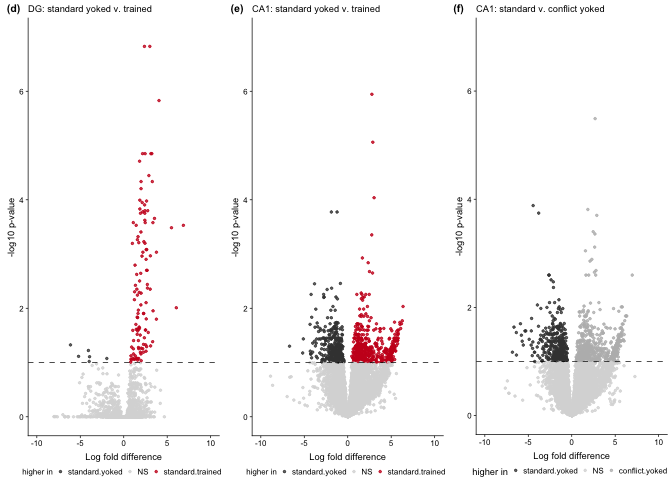 (d) DG: standard yoked v. trained
(e) CA1: standard yoked v. trained
(f) CA1: standard v. conflict yoked
-log10 p-value
6
4
2
0
-10 -5 0 5 10
Log fold difference
higher in standard.yoked NS standard.trained
-log10 p-value
6
4
2
0
-10 -5 0 5 10
Log fold difference
higher in standard.yoked NS standard.trained
-log10 p-value
6
4
2
0
-10 -5 0 5 10
Log fold difference
higher in standard.yoked NS conflict.yoked